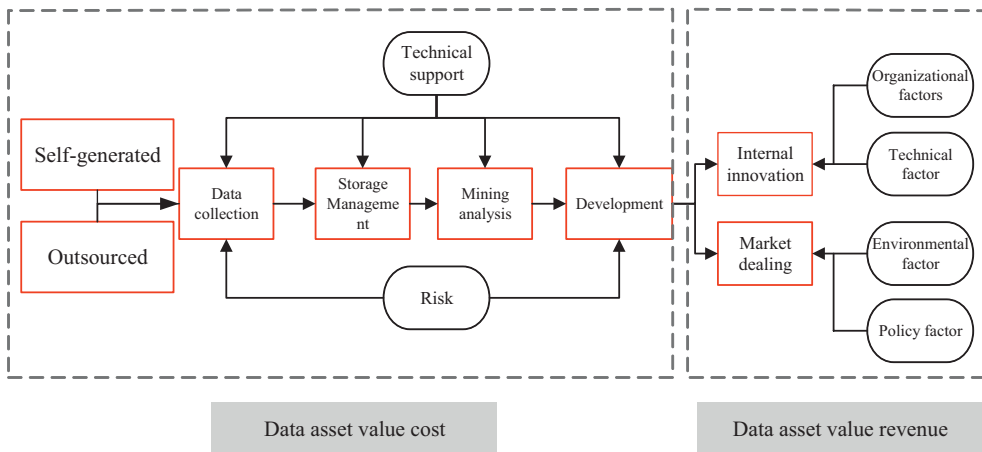 Technical
support
Self-generated
Outsourced
Data
collection
Storage
Manageme
nt
Mining
analysis
Development
Risk
Internal
innovation
Market
dealing
Organizational
factors
Technical
factor
Environmental
factor
Policy factor
Data asset value cost
Data asset value revenue